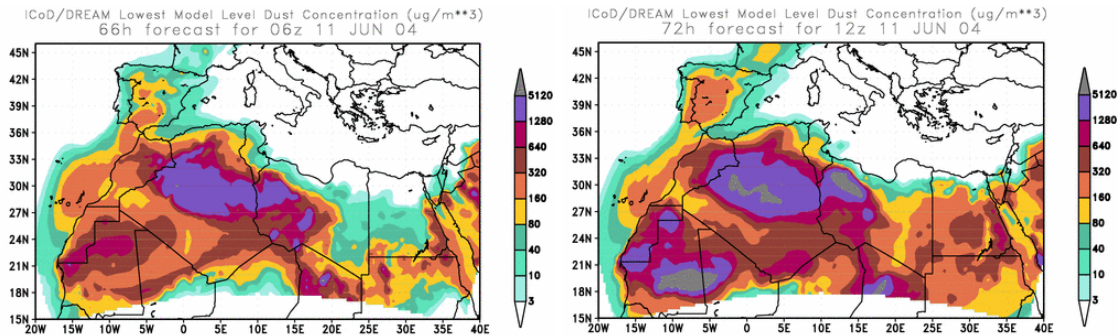 ICoD/DREAM Lowest Model Level Dust Concentration (ug/m**3)
66h forecast for 06z 11 JUN 04
45N
42N
39N
36N
33N
30N
27N
24N
21N
18N
15N
20W 15W 10W 5W 0 5E 10E 15E 20E 25E 30E 35E 40E
5120
1280
640
320
160
80
40
10
3
ICoD/DREAM Lowest Model Level Dust Concentration (ug/m**3)
72h forecast for 12z 11 JUN 04
45N
42N
39N
36N
33N
30N
27N
24N
21N
18N
15N
20W 15W 10W 5W 0 5E 10E 15E 20E 25E 30E 35E 40E
5120
1280
640
320
160
80
40
10
3